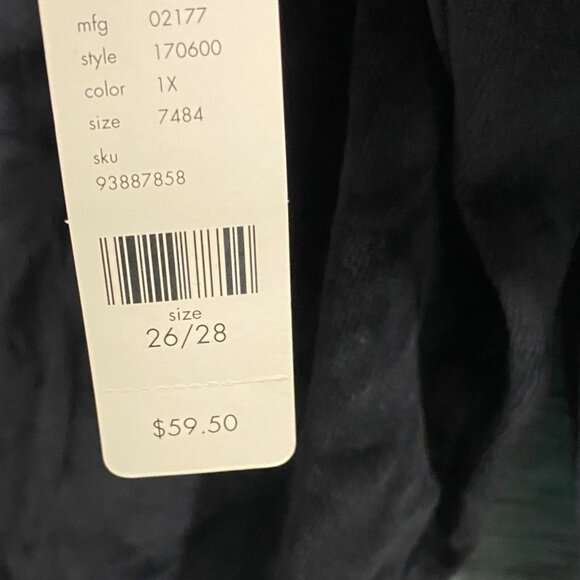 mfg 02177
style 170600
color 1X
size 7484
sku
93887858
size
26/28
$59.50